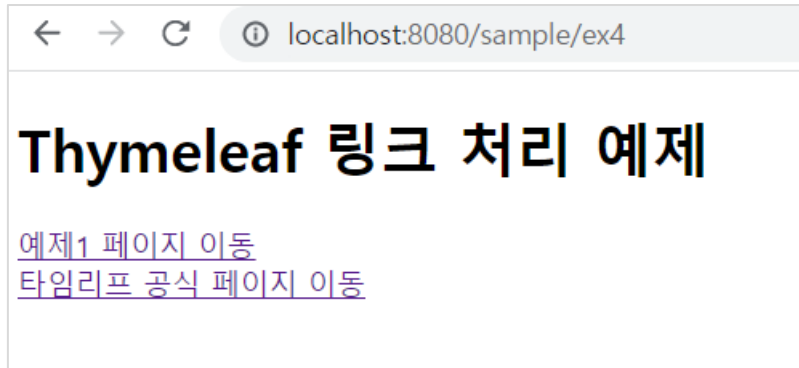 localhost:8080/sample/ex4
Thymeleaf 링크 처리 예제
예제1 페이지 이동
타임리프 공식 페이지 이동